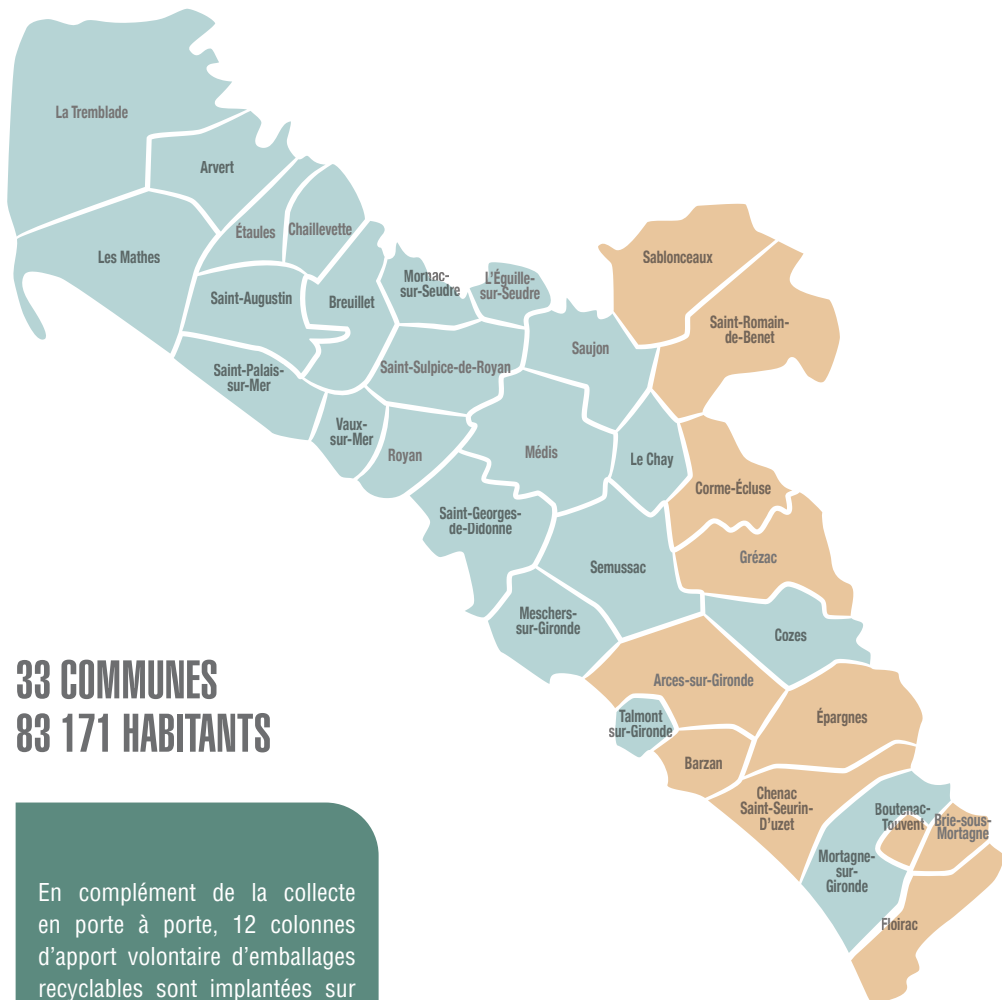 La Tremblade
Arvert
Étaules
Chaillevette
Les Mathes
Saint-Augustin
Breuillet
Mornac-
sur-Seudre
L'Éguille-
sur-Seudre
Sablonceaux
Saint-Romain-
de-Benet
Saujon
Saint-Sulpice-de-Royan
Saint-Palais-
sur-Mer
Vaux-
sur-Mer
Royan
Médis
Le Chay
Corme-Écluse
Saint-Georges-
de-Didonne
Grézac
Semussac
Meschers-
sur-Gironde
Cozes
Arces-sur-Gironde
Talmont
sur-Gironde
Épargnes
Barzan
Chenac
Saint-Seurin-
D'uzet
Boutenac-
Touvent
Brie-sous-
Mortagne
Mortagne-
sur-
Gironde
Floirac
33 COMMUNES
83 171 HABITANTS
En complément de la collecte
en porte à porte, 12 colonnes
d'apport volontaire d'emballages
recyclables sont implantées sur